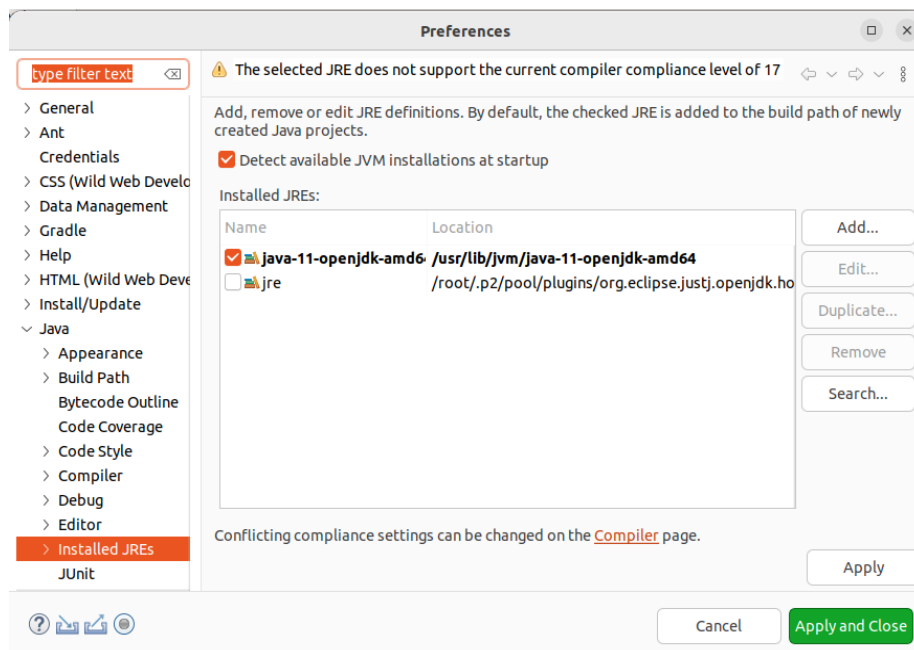 Preferences
type filter text
The selected JRE does not support the current compiler compliance level of 17
General
Ant
Credentials
CSS (Wild Web Develo
Data Management
Gradle
Help
HTML (Wild Web Deve
Install/Update
Java
Appearance
Build Path
Bytecode Outline
Code Coverage
Code Style
Compiler
Debug
Editor
Installed JREs
JUnit
Add, remove or edit JRE definitions. By default, the checked JRE is added to the build path of newly
created Java projects.
Detect available JVM installations at startup
Installed JREs:
Name Location
java-11-openjdk-amd6 /usr/lib/jvm/java-11-openjdk-amd64
jre /root/.p2/pool/plugins/org.eclipse.justj.openjdk.ho
Add...
Edit...
Duplicate...
Remove
Search...
Conflicting compliance settings can be changed on the Compiler page.
Apply
Cancel
Apply and Close